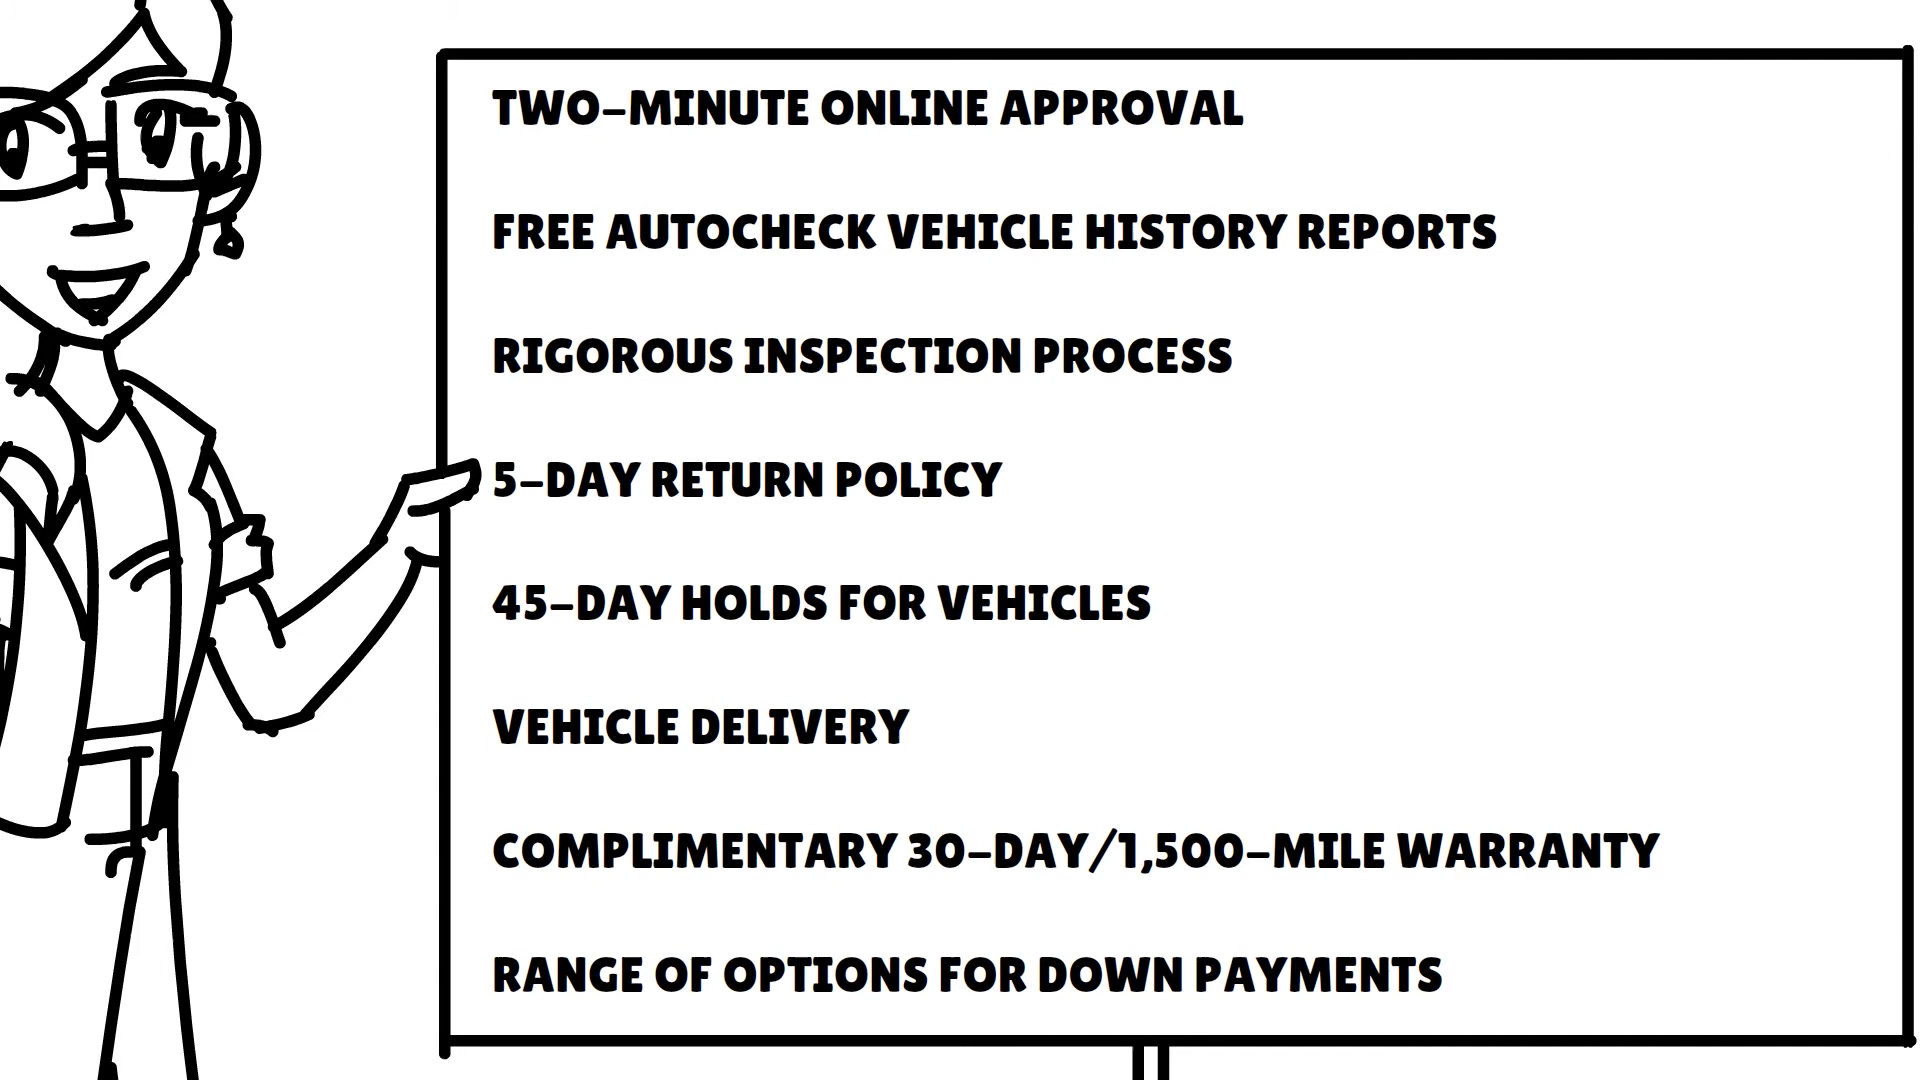 TWO-MINUTE ONLINE APPROVAL
FREE AUTOCHECK VEHICLE HISTORY REPORTS
RIGOROUS INSPECTION PROCESS
5-DAY RETURN POLICY
45-DAY HOLDS FOR VEHICLES
VEHICLE DELIVERY
COMPLIMENTARY 30-DAY/1,500-MILE WARRANTY
RANGE OF OPTIONS FOR DOWN PAYMENTS